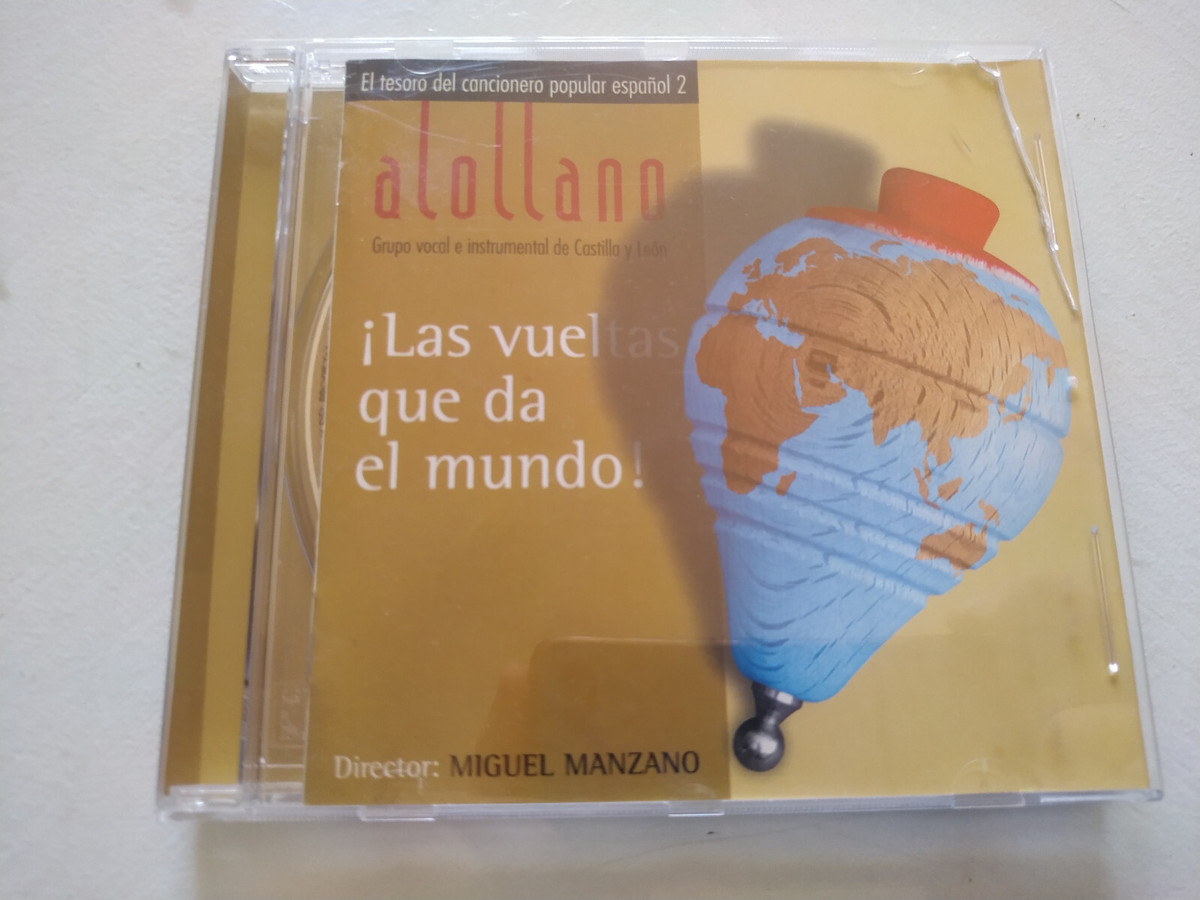 El tesoro del cancionero popular español 2
alollano
Grupo vocal e instrumental de Castilla y León
¡Las vueltas
que da
el mundo!
Director: MIGUEL MANZANO